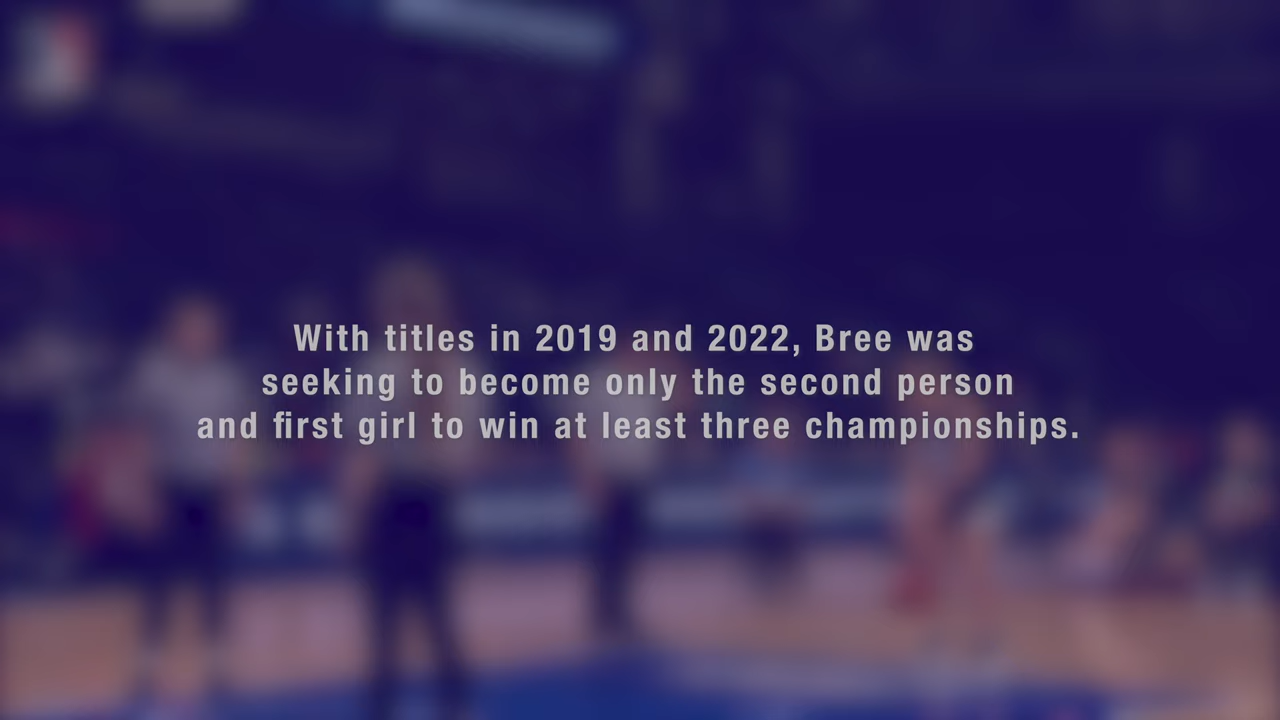 With titles in 2019 and 2022, Bree was
seeking to become only the second person
and first girl to win at least three championships.